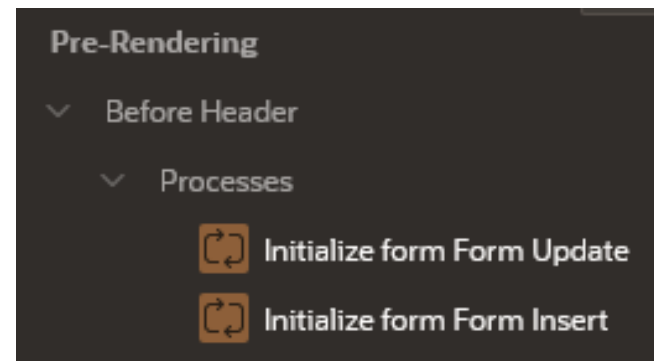 Pre-Rendering
Before Header
Processes
Initialize form Form Update
Initialize form Form Insert